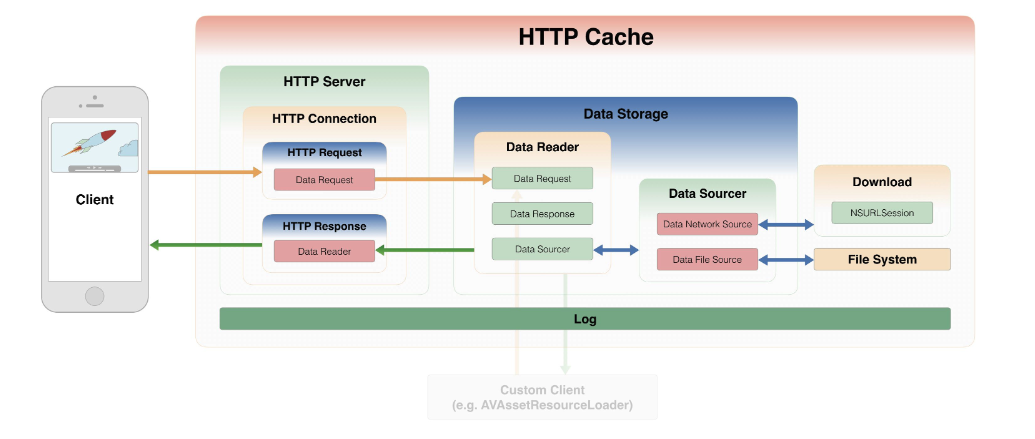 HTTP Cache
HTTP Server
HTTP Connection
HTTP Request
Data Request
HTTP Response
Data Reader
Client
Data Storage
Data Reader
Data Request
Data Response
Data Sourcer
Data Sourcer
Data Network Source
Data File Source
Download
NSURLSession
File System
Log
Custom Client
(e.g. AVAssetResourceLoader)